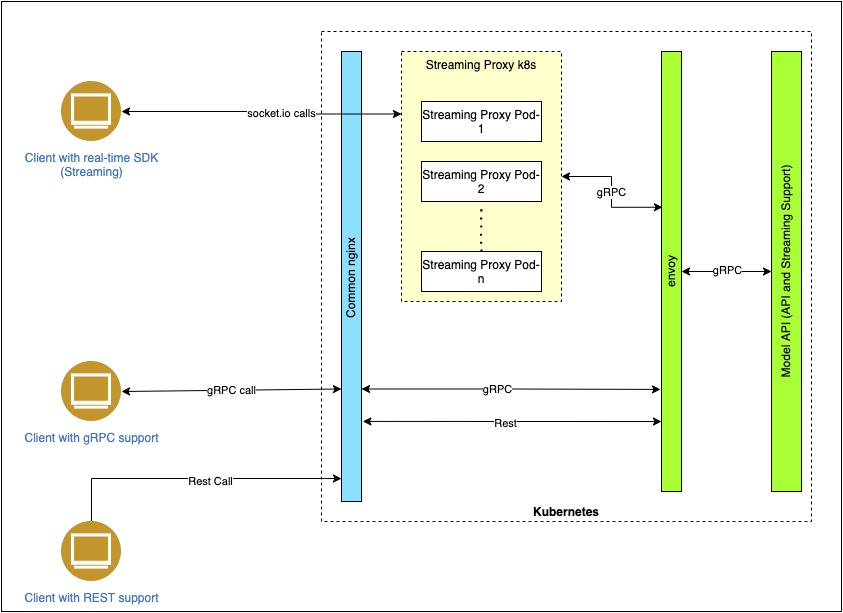 Streaming Proxy k8s
socket.io calls
Streaming Proxy Pod-
1
Client with real-time SDK
(Streaming)
Streaming Proxy Pod-
2
gRPC
Streaming Proxy Pod-
n
Common nginx
envoy
gRPC
Model API (API and Streaming Support)
gRPC call
gRPC
Rest
Client with gRPC support
Rest Call
Kubernetes
Client with REST support